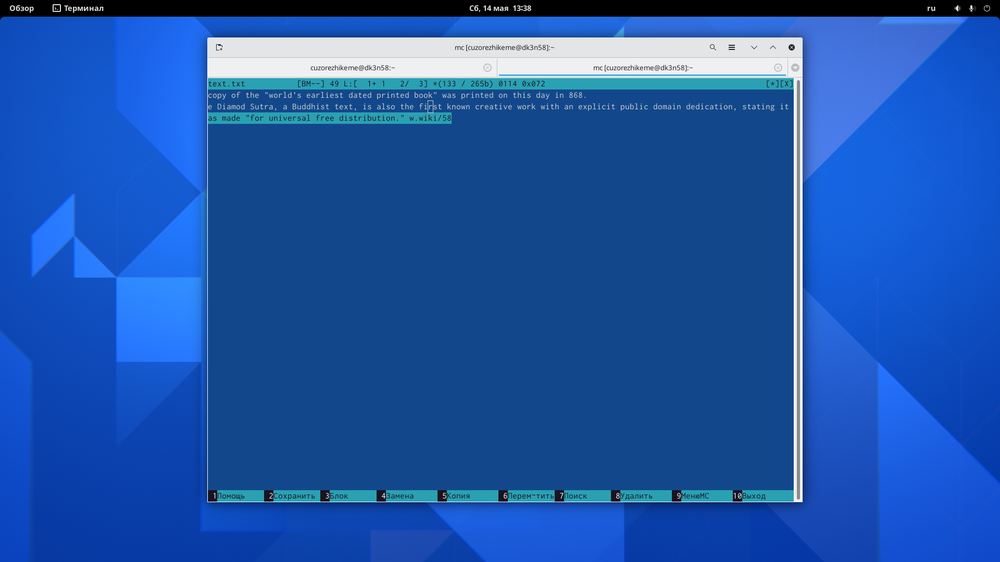 Обзор Терминал Сб, 14 мая 13:38 ru
mc [cuzorezhikeme@dk3n58]:~
cuzorezhikeme@dk3n58:~ mc [cuzorezhikeme@dk3n58]:~
text.txt [BM--] 49 L:[ 1+ 1 2/ 3] *(133 / 265b) 0114 0x072 [*][X]
copy of the "world's earliest dated printed book" was printed on this day in 868.
e Diamod Sutra, a Buddhist text, is also the first known creative work with an explicit public domain dedication, stating it
as made "for universal free distribution." w.wiki/58
1Помощь 2Сохранить 3Блок 4Замена 5Копия 6Перем~тить 7Поиск 8Удалить 9МенюMC 10Выход